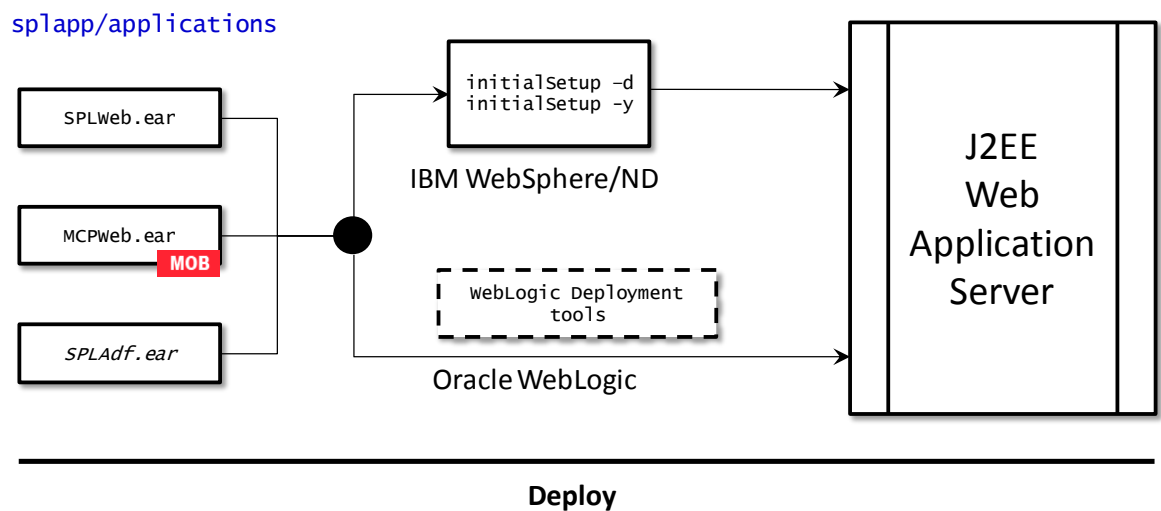 splapp/applications
SPLWeb.ear
MCPWeb.ear
MOB
SPLAdf.ear
initialSetup –d
initialSetup -y
IBM WebSphere/ND
WebLogic Deployment
tools
Oracle WebLogic
J2EE
Web
Application
Server
Deploy